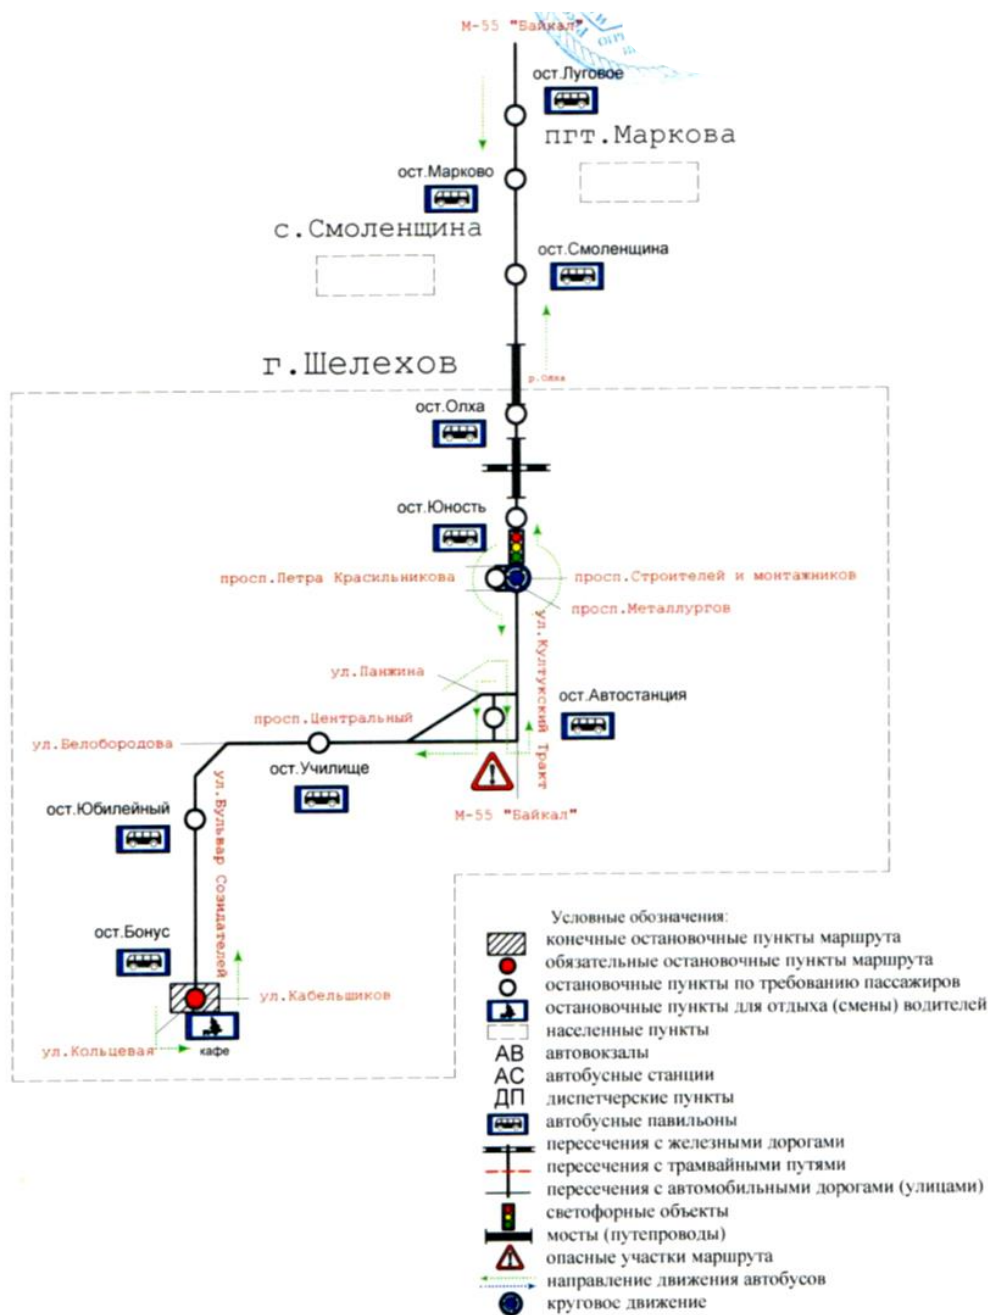 М-55 "Байкал"
ост.Луговое
пгт.Маркова
ост.Марково
с.Смоленщина
ост.Смоленщина
г.Шелехов
р.Олха
ост.Олха
ост.Юность
просп.Петра Красильникова
просп.Строителей и монтажников
просп.Металлургов
ул.Култукский Тракт
ул.Панжина
ост.Автостанция
просп.Центральный
ул.Белобородова
ост.Училище
М-55 "Байкал"
ост.Юбилейный
ул.Бульвар Созидателей
ост.Бонус
ул.Кабельщиков
ул.Кольцевая
кафе
Условные обозначения:
конечные остановочные пункты маршрута
обязательные остановочные пункты маршрута
остановочные пункты по требованию пассажиров
остановочные пункты для отдыха (смены) водителей
населенные пункты
АВ автовокзалы
АС автобусные станции
ДП диспетчерские пункты
автобусные павильоны
пересечения с железными дорогами
пересечения с трамвайными путями
пересечения с автомобильными дорогами (улицами)
светофорные объекты
мосты (путепроводы)
опасные участки маршрута
направление движения автобусов
круговое движение